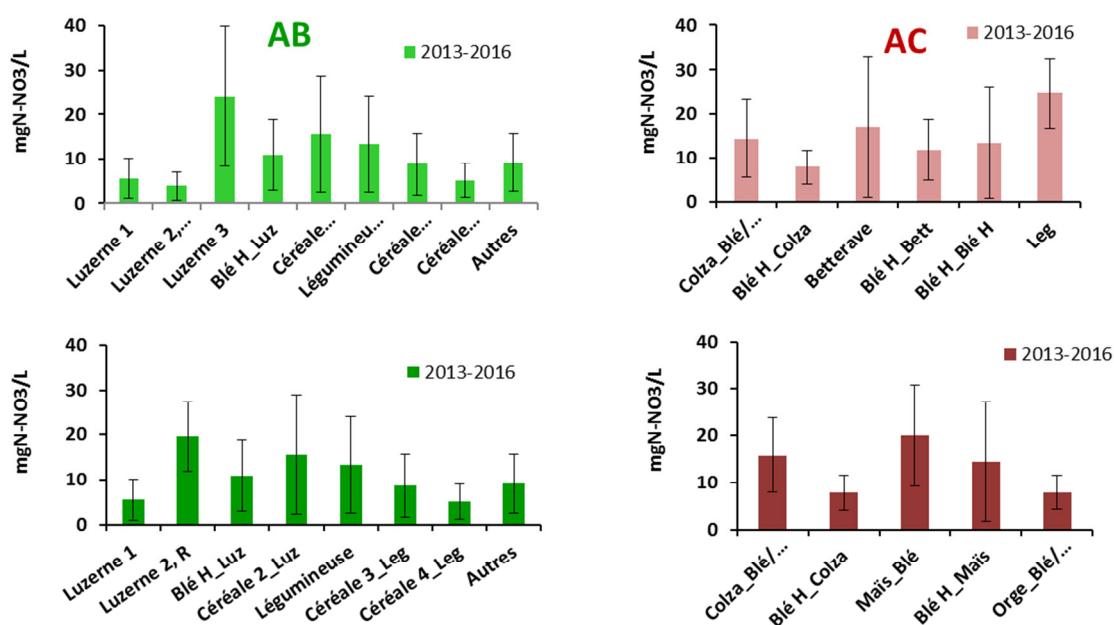 AB
2013-2016
mgN-NO3/L
40
30
20
10
0
Luzerne 1
Luzerne 2,...
Luzerne 3
Blé H_Luz
Céréale...
Légumineu...
Céréale...
Céréale...
Autres
AC
2013-2016
mgN-NO3/L
40
30
20
10
0
Colza_Blé/...
Blé H_Colza
Betterave
Blé H_Bett
Blé H_Blé H
Leg
2013-2016
mgN-NO3/L
40
30
20
10
0
Luzerne 1
Luzerne 2, R
Blé H_Luz
Céréale 2_Luz
Légumineuse
Céréale 3_Leg
Céréale 4_Leg
Autres
2013-2016
mgN-NO3/L
40
30
20
10
0
Colza_Blé/...
Blé H_Colza
Maïs_Blé
Blé H_Maïs
Orge_Blé/...